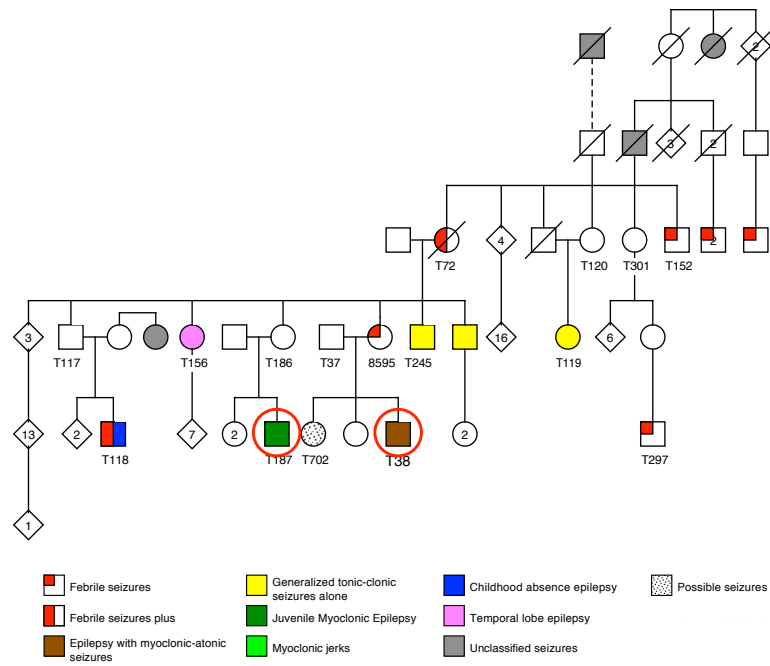 2
3
2
4
2
T72
T120
T301
T152
3
16
6
T117
T156
T186
T37
8595
T245
T119
13
2
7
2
2
T118
T187
T702
T38
T297
1
Febrile seizures
Febrile seizures plus
Epilepsy with myoclonic-atonic
seizures
Generalized tonic-clonic
seizures alone
Juvenile Myoclonic Epilepsy
Myoclonic jerks
Childhood absence epilepsy
Temporal lobe epilepsy
Unclassified seizures
Possible seizures